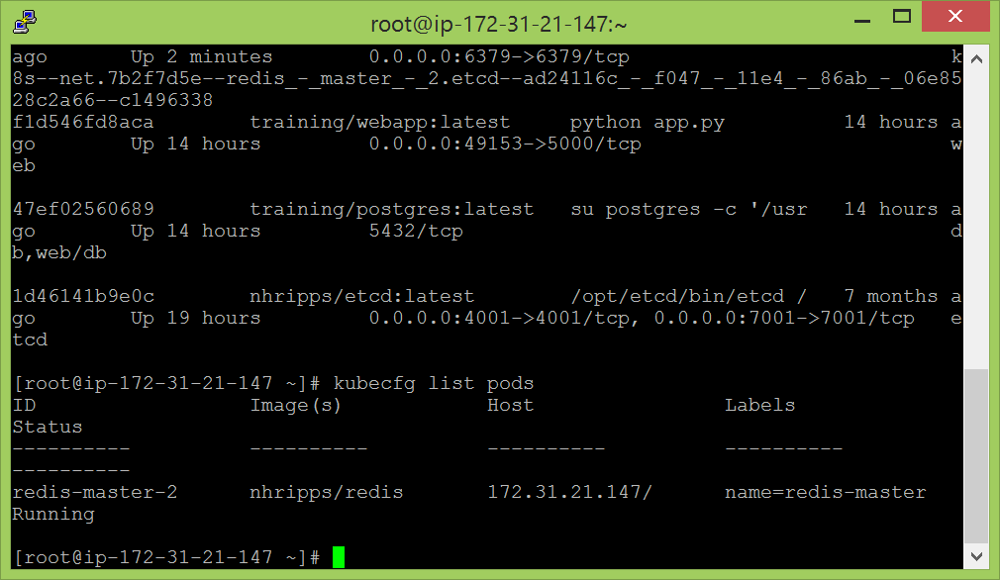 root@ip-172-31-21-147:~
ago       Up 2 minutes        0.0.0.0:6379->6379/tcp                           k
8s--net.7b2f7d5e--redis_-_master_-_2.etcd--ad24116c_-_f047_-_11e4_-_86ab_-_06e85
28c2a66--c1496338
f1d546fd8aca        training/webapp:latest     python app.py          14 hours a
go        Up 14 hours         0.0.0.0:49153->5000/tcp                          w
eb
47ef02560689        training/postgres:latest   su postgres -c '/usr   14 hours a
go        Up 14 hours         5432/tcp                                         d
b,web/db
1d46141b9e0c        nhripps/etcd:latest        /opt/etcd/bin/etcd /   7 months a
go        Up 19 hours         0.0.0.0:4001->4001/tcp, 0.0.0.0:7001->7001/tcp   e
tcd
[root@ip-172-31-21-147 ~]# kubecfg list pods
ID                  Image(s)            Host                Labels
Status
----------          ----------          ----------          ----------
----------
redis-master-2      nhripps/redis       172.31.21.147/      name=redis-master
Running
[root@ip-172-31-21-147 ~]#